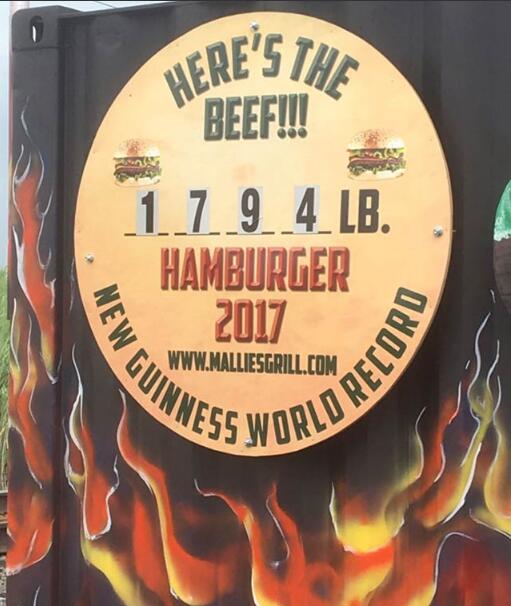 HERE'S THE
BEEF!!!
1794 LB.
HAMBURGER
2017
WWW.MALLIESGRILL.COM
NEW GUINNESS WORLD RECORD